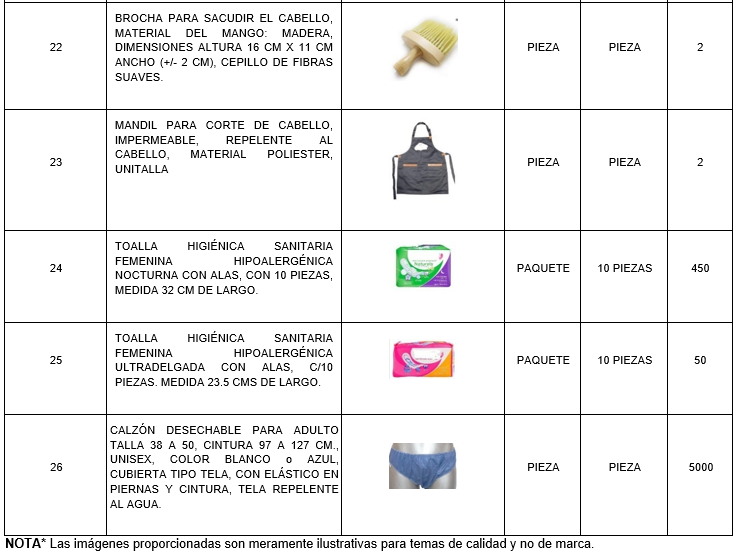 22
BROCHA PARA SACUDIR EL CABELLO,
MATERIAL DEL MANGO: MADERA,
DIMENSIONES ALTURA 16 CM X 11 CM
ANCHO (+/- 2 CM), CEPILLO DE FIBRAS
SUAVES.
PIEZA
PIEZA
2
23
MANDIL PARA CORTE DE CABELLO,
IMPERMEABLE, REPELENTE AL
CABELLO, MATERIAL POLIESTER,
UNITALLA
PIEZA
PIEZA
2
24
TOALLA HIGIÉNICA SANITARIA
FEMENINA HIPOALERGÉNICA
NOCTURNA CON ALAS, CON 10 PIEZAS,
MEDIDA 32 CM DE LARGO.
PAQUETE
10 PIEZAS
450
25
TOALLA HIGIÉNICA SANITARIA
FEMENINA HIPOALERGÉNICA
ULTRADELGADA CON ALAS, C/10
PIEZAS. MEDIDA 23.5 CMS DE LARGO.
PAQUETE
10 PIEZAS
50
26
CALZÓN DESECHABLE PARA ADULTO
TALLA 38 A 50, CINTURA 97 A 127 CM.,
UNISEX, COLOR BLANCO o AZUL,
CUBIERTA TIPO TELA, CON ELÁSTICO EN
PIERNAS Y CINTURA, TELA REPELENTE
AL AGUA.
PIEZA
PIEZA
5000
NOTA* Las imágenes proporcionadas son meramente ilustrativas para temas de calidad y no de marca.